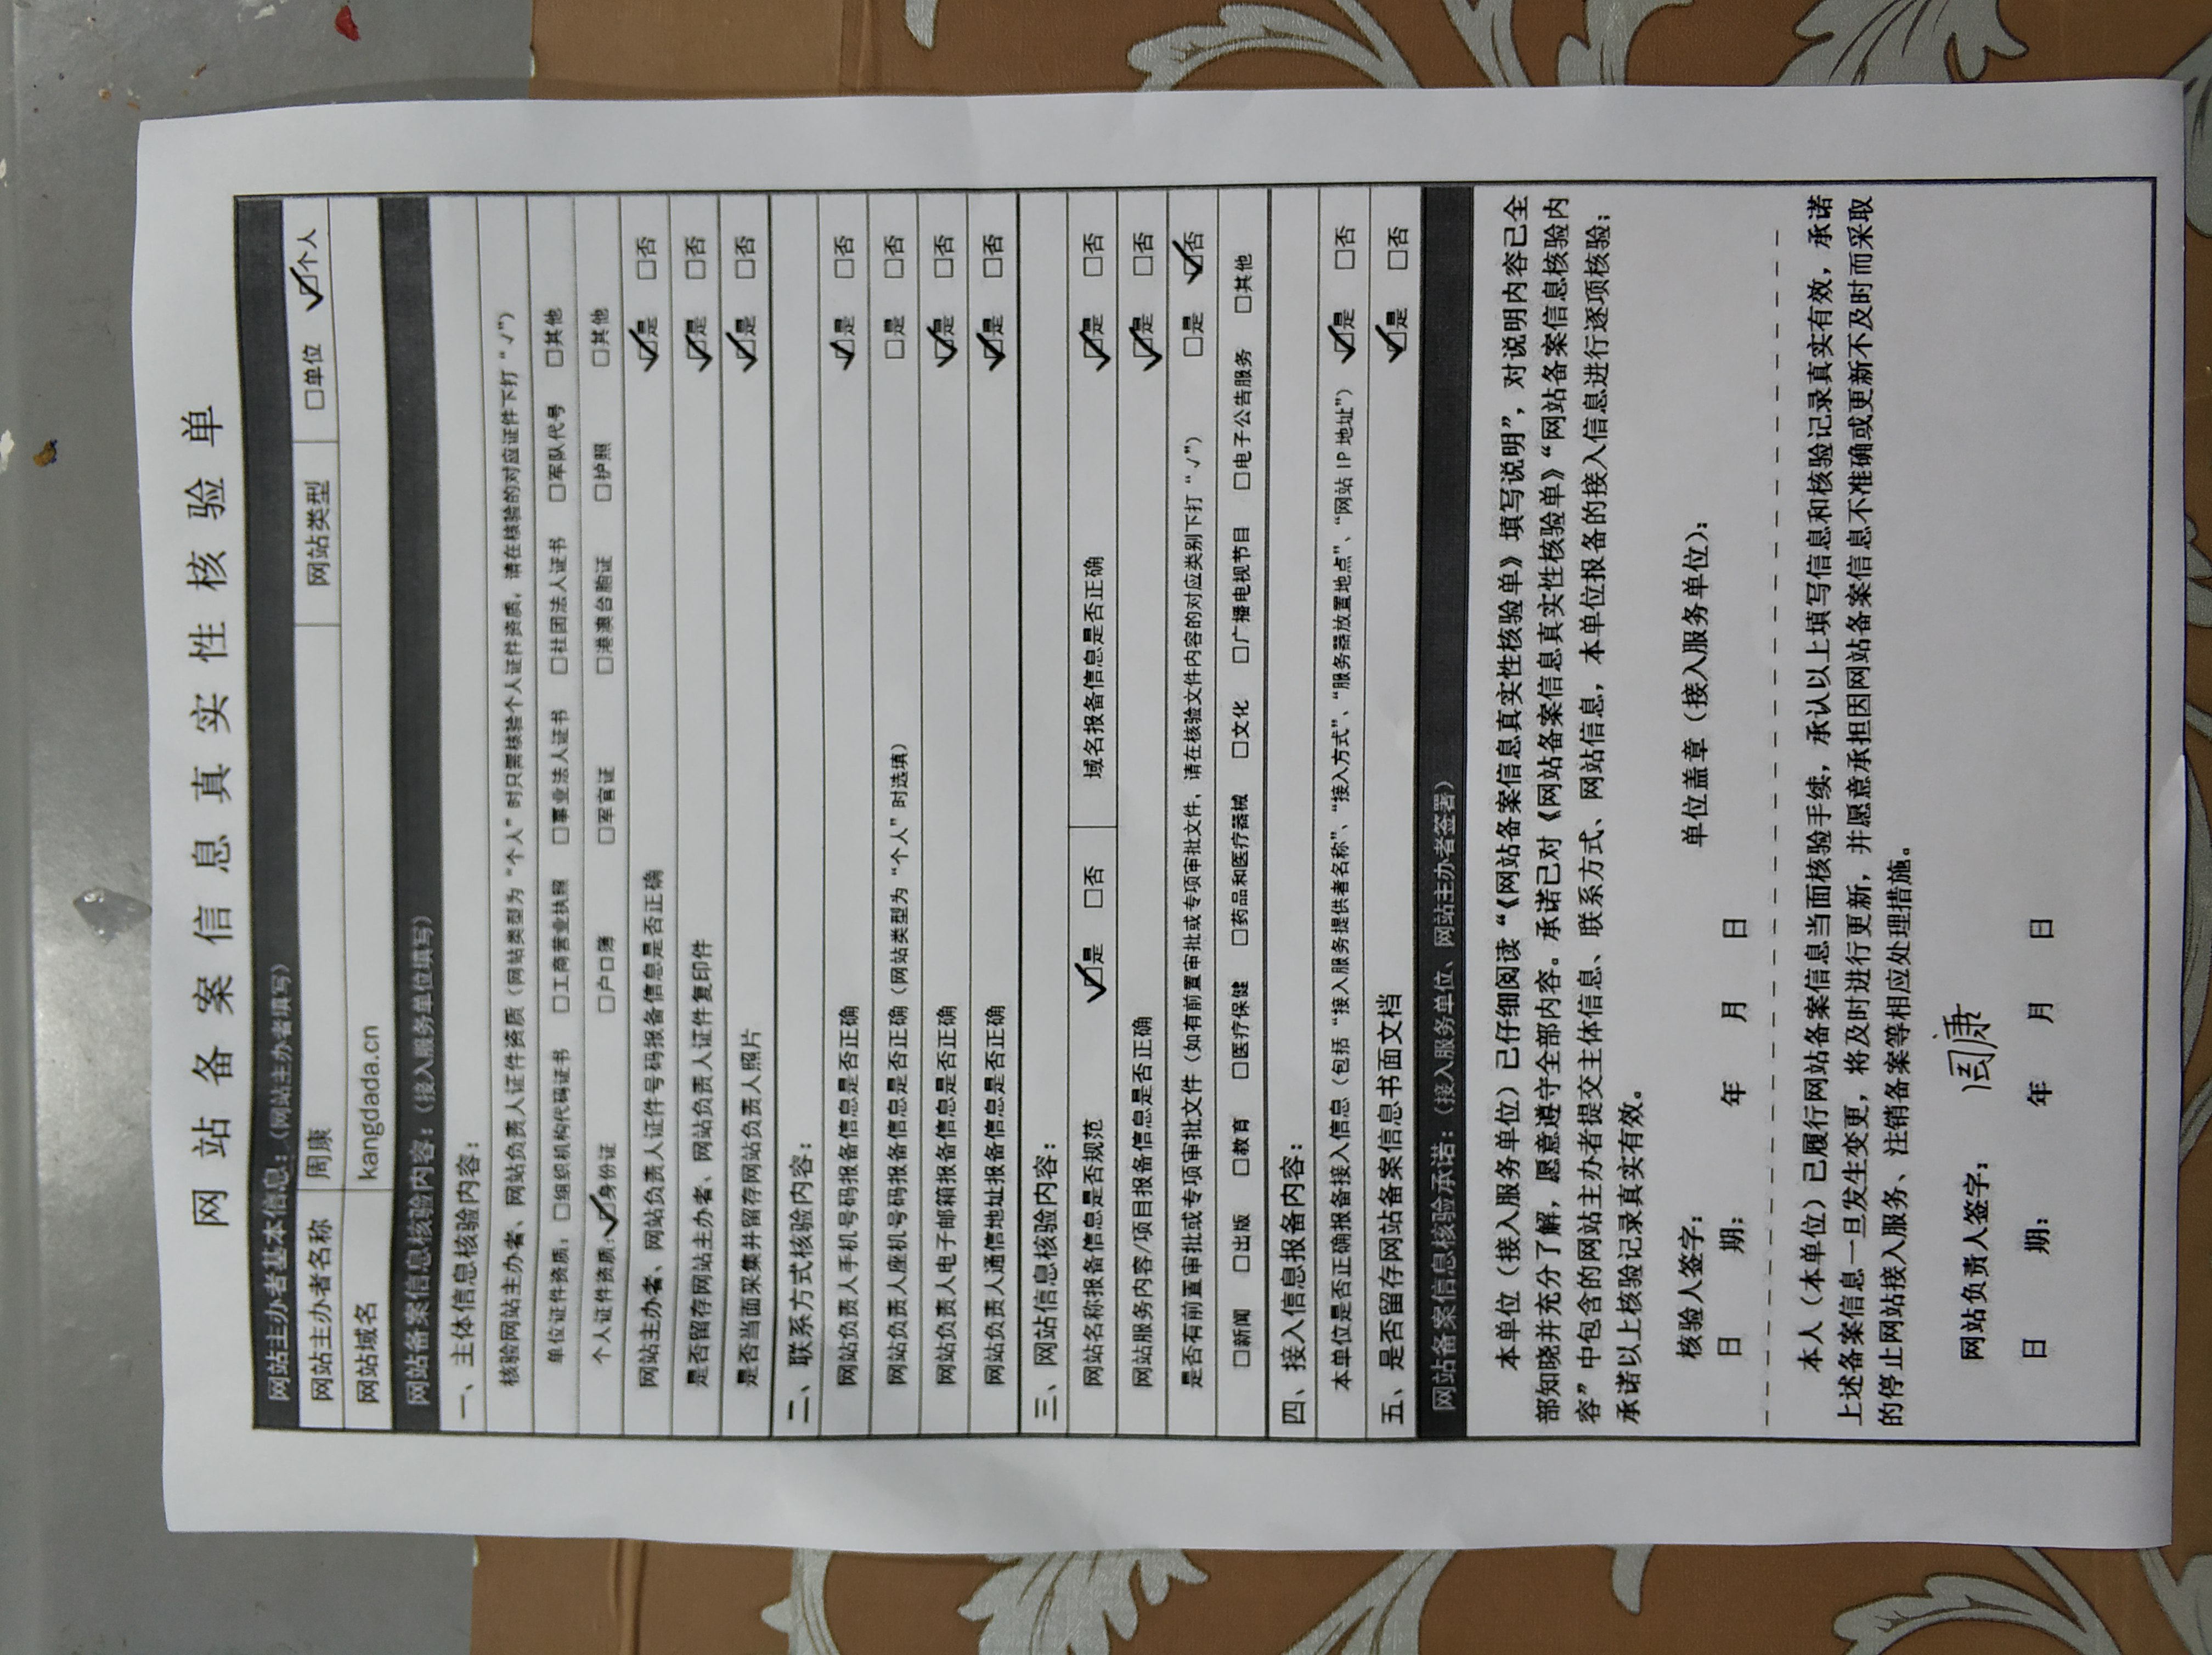 网站备案信息真实性核验单
网站主办者基本信息：（网站主办者填写）
网站主办者名称 周康 网站类型 □单位 ☑个人
网站域名 kangdada.cn
网站备案信息核验内容：（接入服务单位填写）
一、主体信息核验内容：
核验网站主办者、网站负责人证件资质（网站类型为“个人”时只需核验个人证件资质，请在核验的对应证件下打“√”）
单位证件资质：□组织机构代码证书 □工商营业执照 □事业法人证书 □社团法人证书 □军队代号 □其他
个人证件资质：☑身份证 □户口簿 □军官证 □港澳台胞证 □护照 □其他
网站主办者、网站负责人证件号码报备信息是否正确 ☑是 □否
是否留存网站主办者、网站负责人证件复印件 ☑是 □否
是否当面采集并留存网站负责人照片 ☑是 □否
二、联系方式核验内容：
网站负责人手机号码报备信息是否正确 ☑是 □否
网站负责人座机号码报备信息是否正确（网站类型为“个人”时选填） □是 □否
网站负责人电子邮箱报备信息是否正确 ☑是 □否
网站负责人通信地址报备信息是否正确 ☑是 □否
三、网站信息核验内容：
网站名称报备信息是否规范 ☑是 □否 域名报备信息是否正确 ☑是 □否
网站服务内容/项目报备信息是否正确 ☑是 □否
是否有前置审批或专项审批文件（如有前置审批或专项审批文件，请在核验文件内容的对应类别下打“√”） □是 ☑否
□新闻 □出版 □教育 □医疗保健 □药品和医疗器械 □文化 □广播电视节目 □电子公告服务 □其他
四、接入信息报备内容：
本单位是否正确报备接入信息（包括“接入服务提供者名称”、“接入方式”、“服务器放置地点”、“网站 IP 地址”） ☑是 □否
五、是否留存网站备案信息书面文档 ☑是 □否
网站备案信息核验承诺：（接入服务单位、网站主办者签署）
本单位（接入服务单位）已仔细阅读“《网站备案信息真实性核验单》填写说明”，对说明内容已全
部知晓并充分了解，愿意遵守全部内容。承诺已对《网站备案信息真实性核验单》“网站备案信息核验内
容”中包含的网站主办者提交主体信息、联系方式、网站信息，本单位报备的接入信息进行逐项核验；
承诺以上核验记录真实有效。
核验人签字： 单位盖章（接入服务单位）：
日 期： 年 月 日
本人（本单位）已履行网站备案信息当面核验手续，承认以上填写信息和核验记录真实有效，承诺
上述备案信息一旦发生变更，将及时进行更新，并愿意承担因网站备案信息不准确或更新不及时而采取
的停止网站接入服务、注销备案等相应处理措施。
网站负责人签字： 周康
日 期： 年 月 日